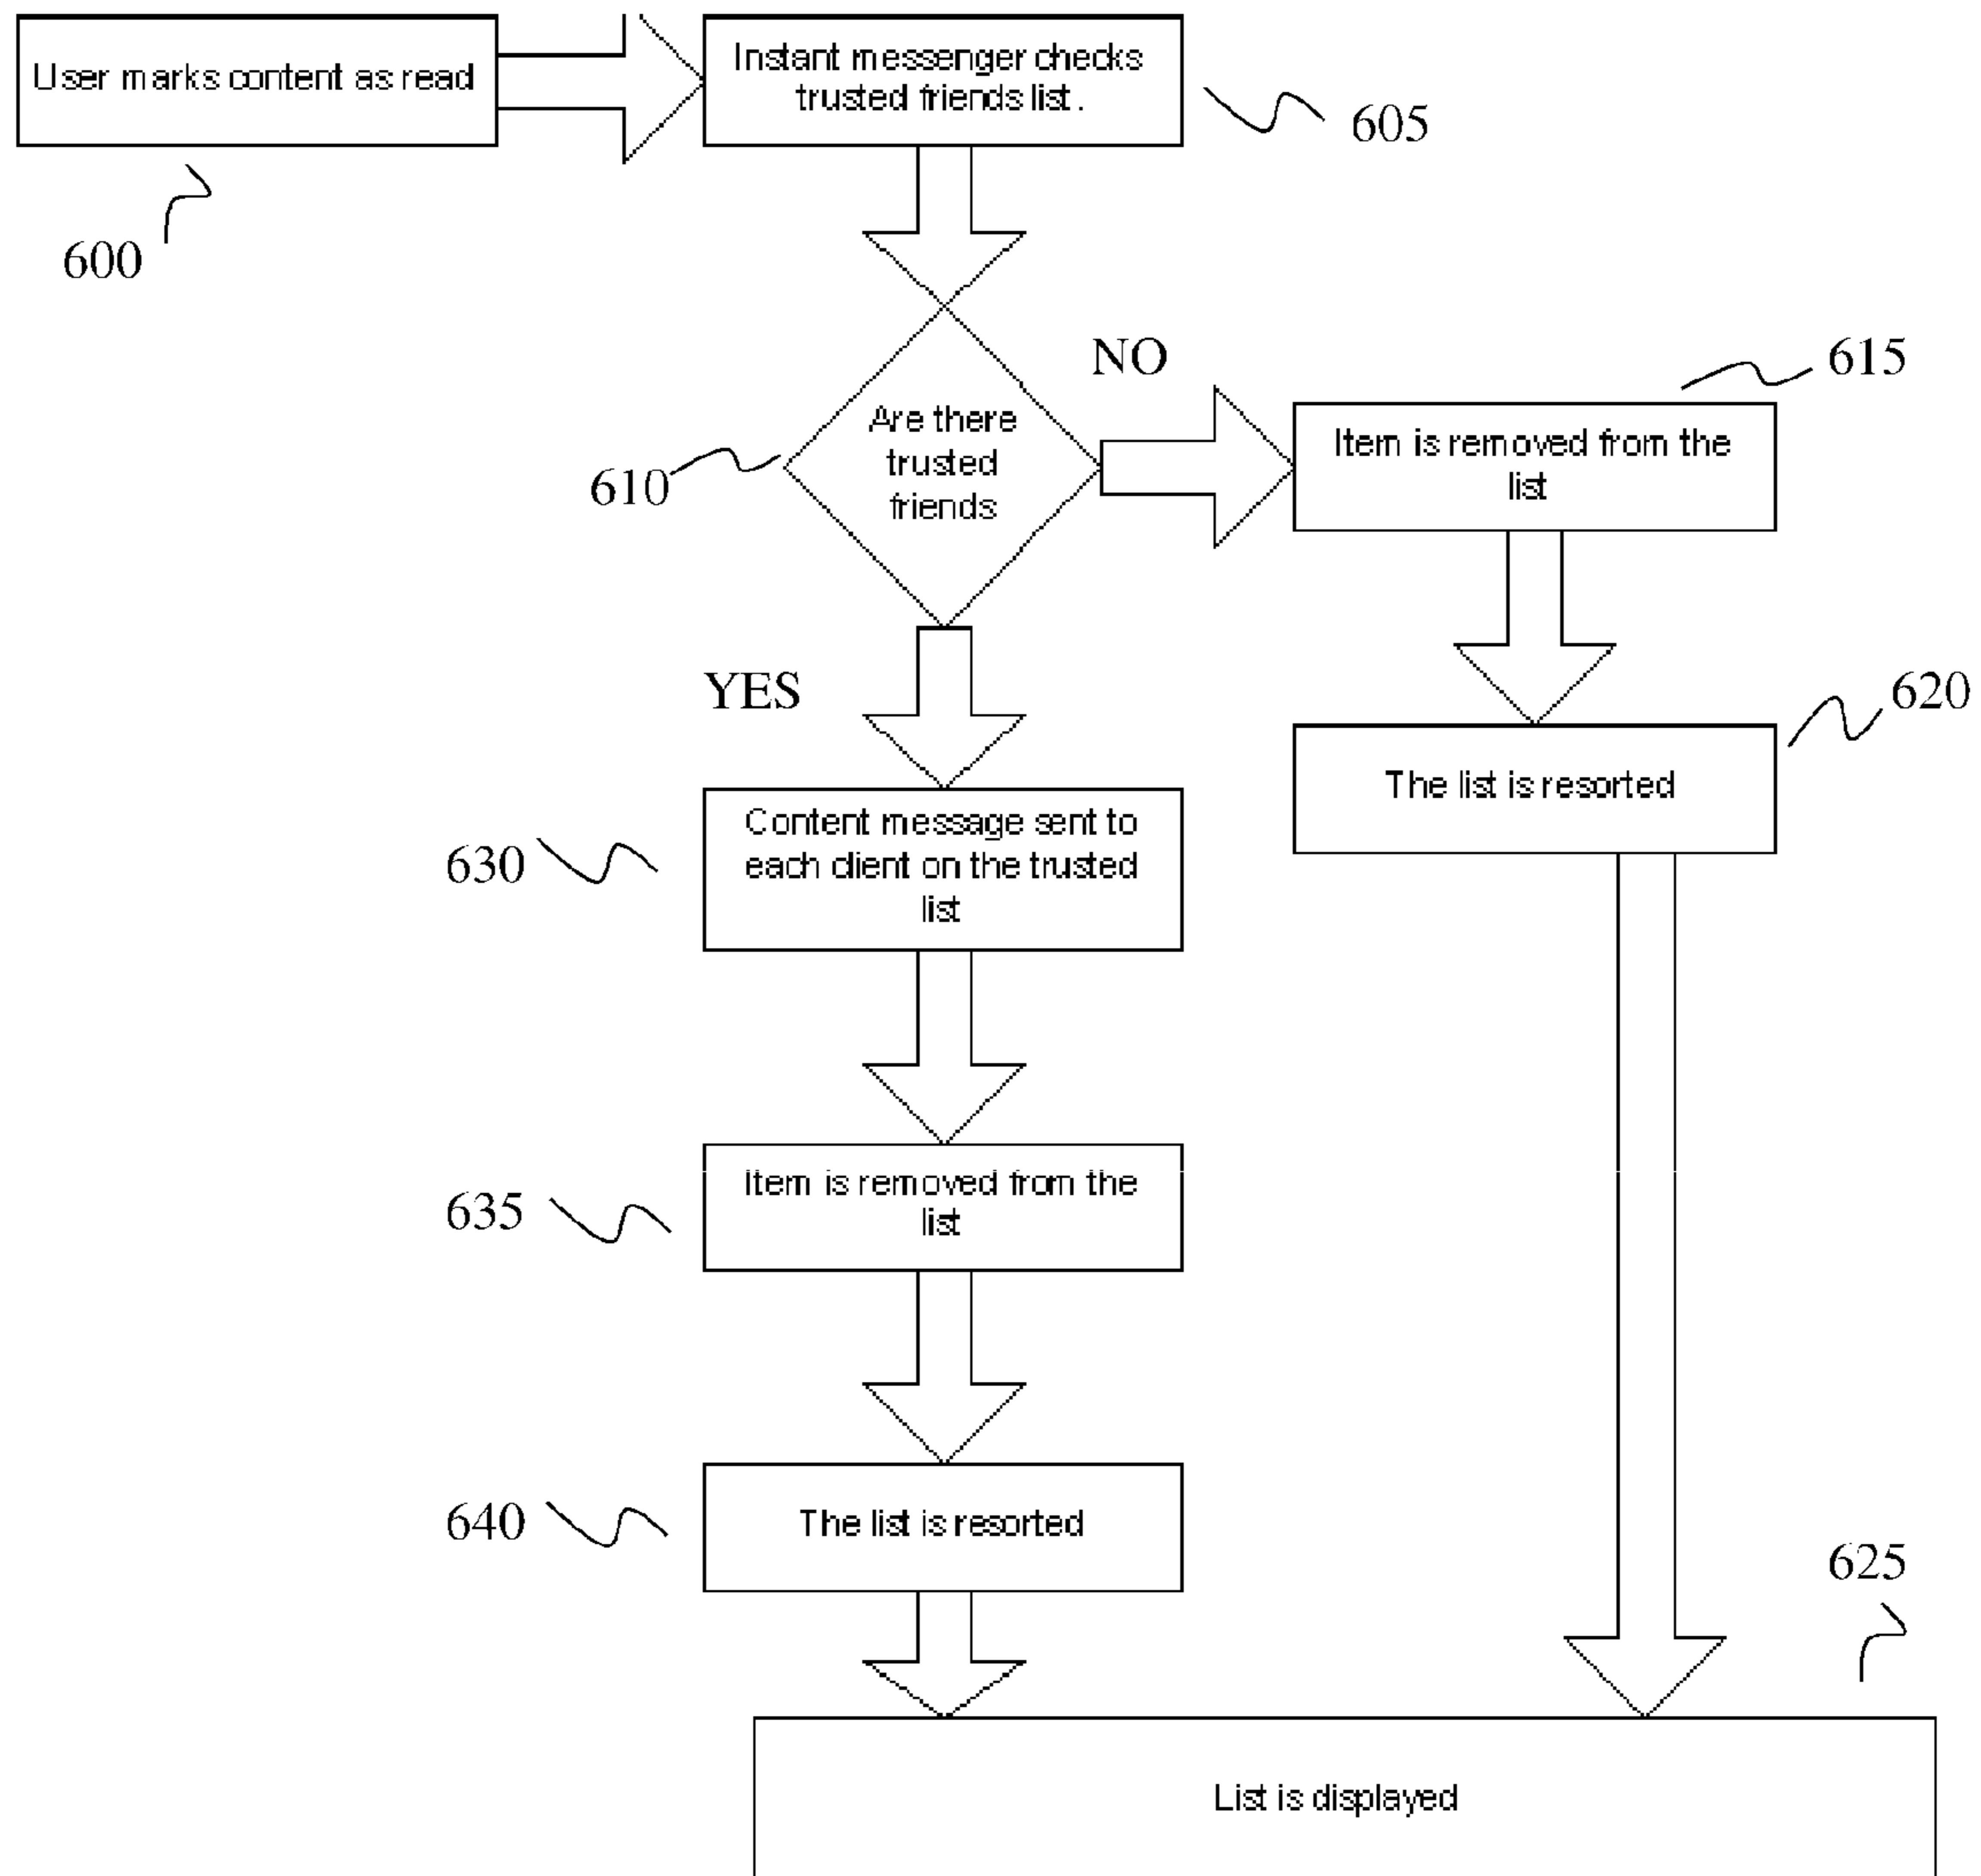 User marks content as read
Instant messenger checks
trusted friends list.
605
600
NO
615
Are there
trusted
friends
610
Item is removed from the
list
YES
620
The list is resorted
Content message sent to
each client on the trusted
list
630
Item is removed from the
list
635
The list is resorted
640
625
List is displayed